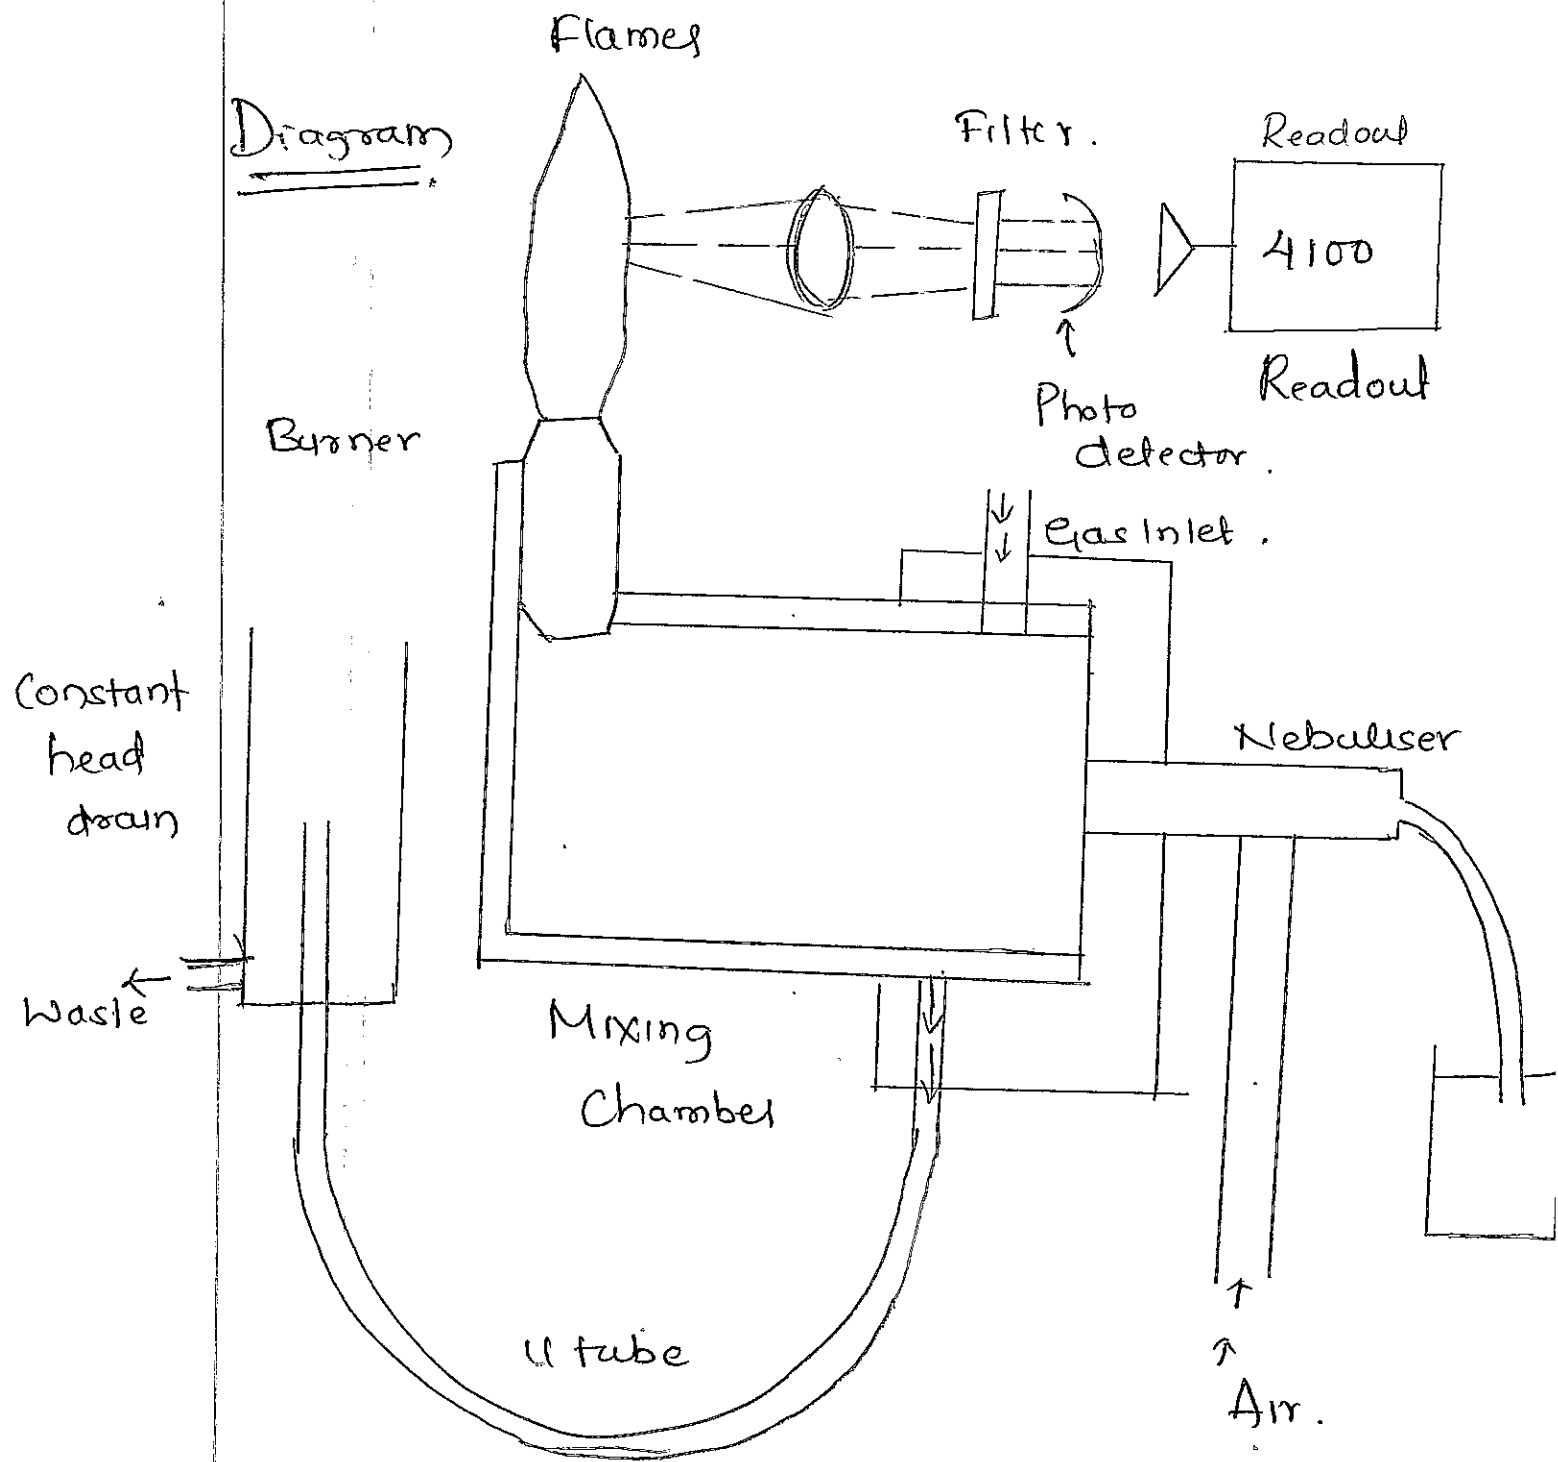 Flames
Diagram
Filter.
Readout
4100
Readout
Photo
detector.
Burner
Gas Inlet.
Constant
head
drain
Nebuliser
Waste
Mixing
Chamber
U tube
Air.